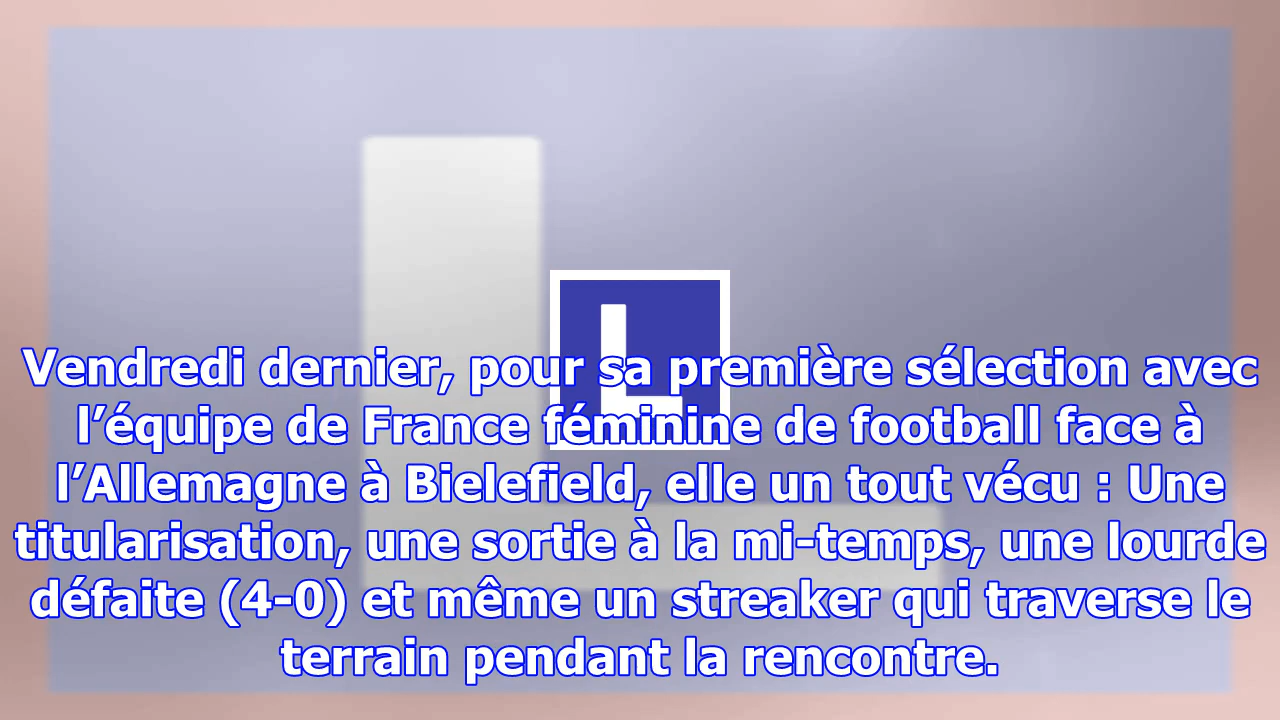 L
Vendredi dernier, pour sa première sélection avec
l’équipe de France féminine de football face à
l’Allemagne à Bielefield, elle un tout vécu : Une
titularisation, une sortie à la mi-temps, une lourde
défaite (4-0) et même un streaker qui traverse le
terrain pendant la rencontre.